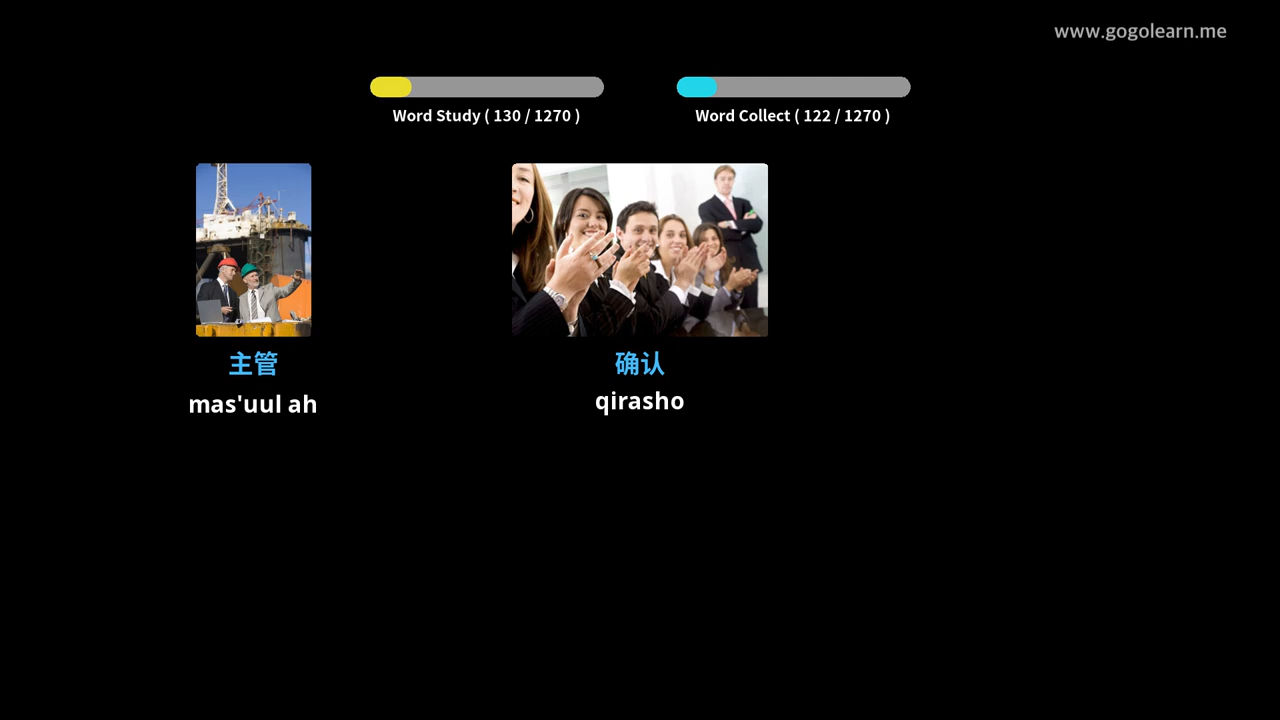 www.gogolearn.me
Word Study ( 130 / 1270 )
Word Collect ( 122 / 1270 )
主管
mas'uul ah
确认
qirasho